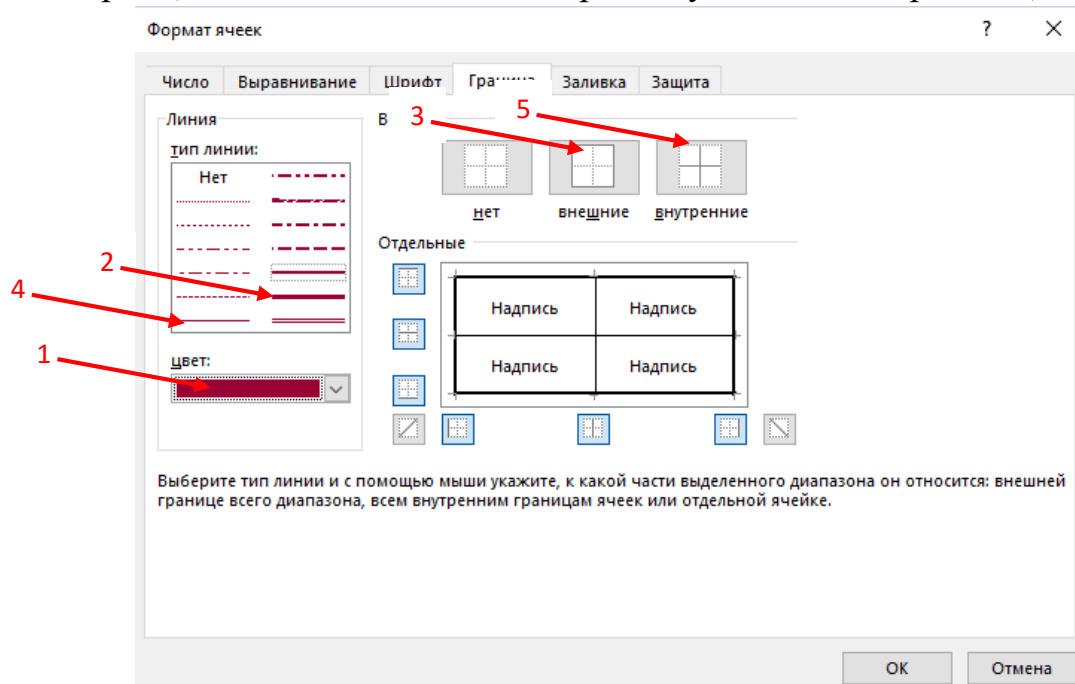 Формат ячеек ? ×
Число Выравнивание Шрифт Граница Заливка Защита
Линия
тип линии:
Нет
цвет:
В
3
5
нет внешние внутренние
Отдельные
Надпись Надпись
Надпись Надпись
2
4
1
Выберите тип линии и с помощью мыши укажите, к какой части выделенного диапазона он относится: внешней
границе всего диапазона, всем внутренним границам ячеек или отдельной ячейке.
ОК Отмена